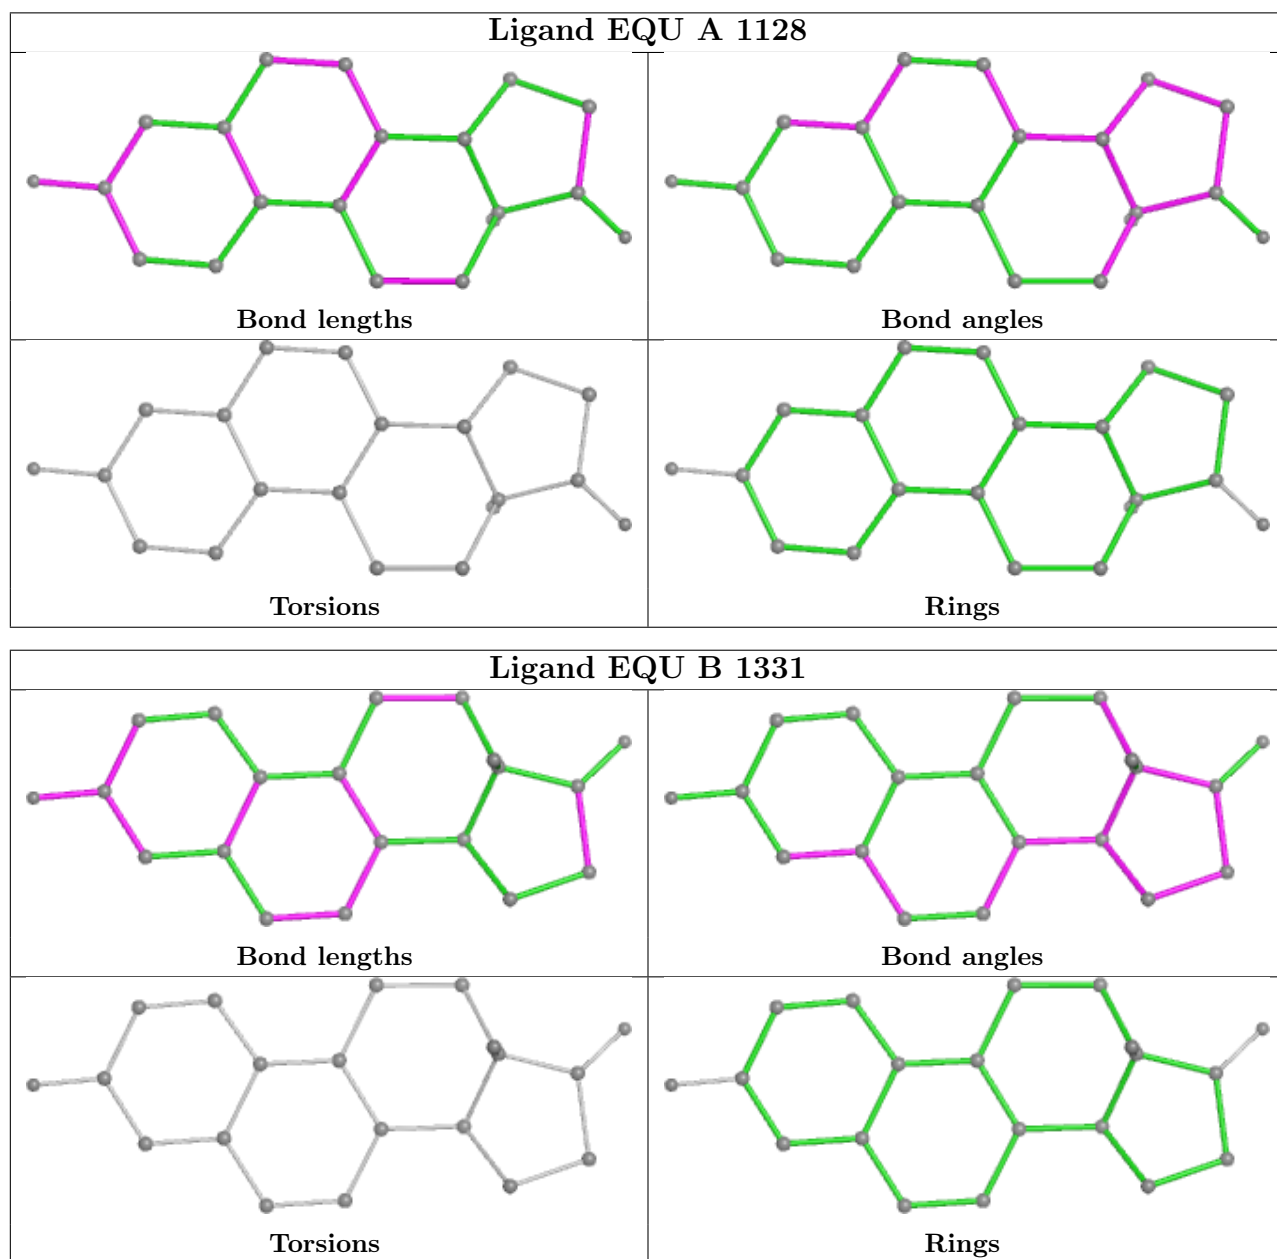 Ligand EQU A 1128
Bond lengths
Bond angles
Torsions
Rings
Ligand EQU B 1331
Bond lengths
Bond angles
Torsions
Rings